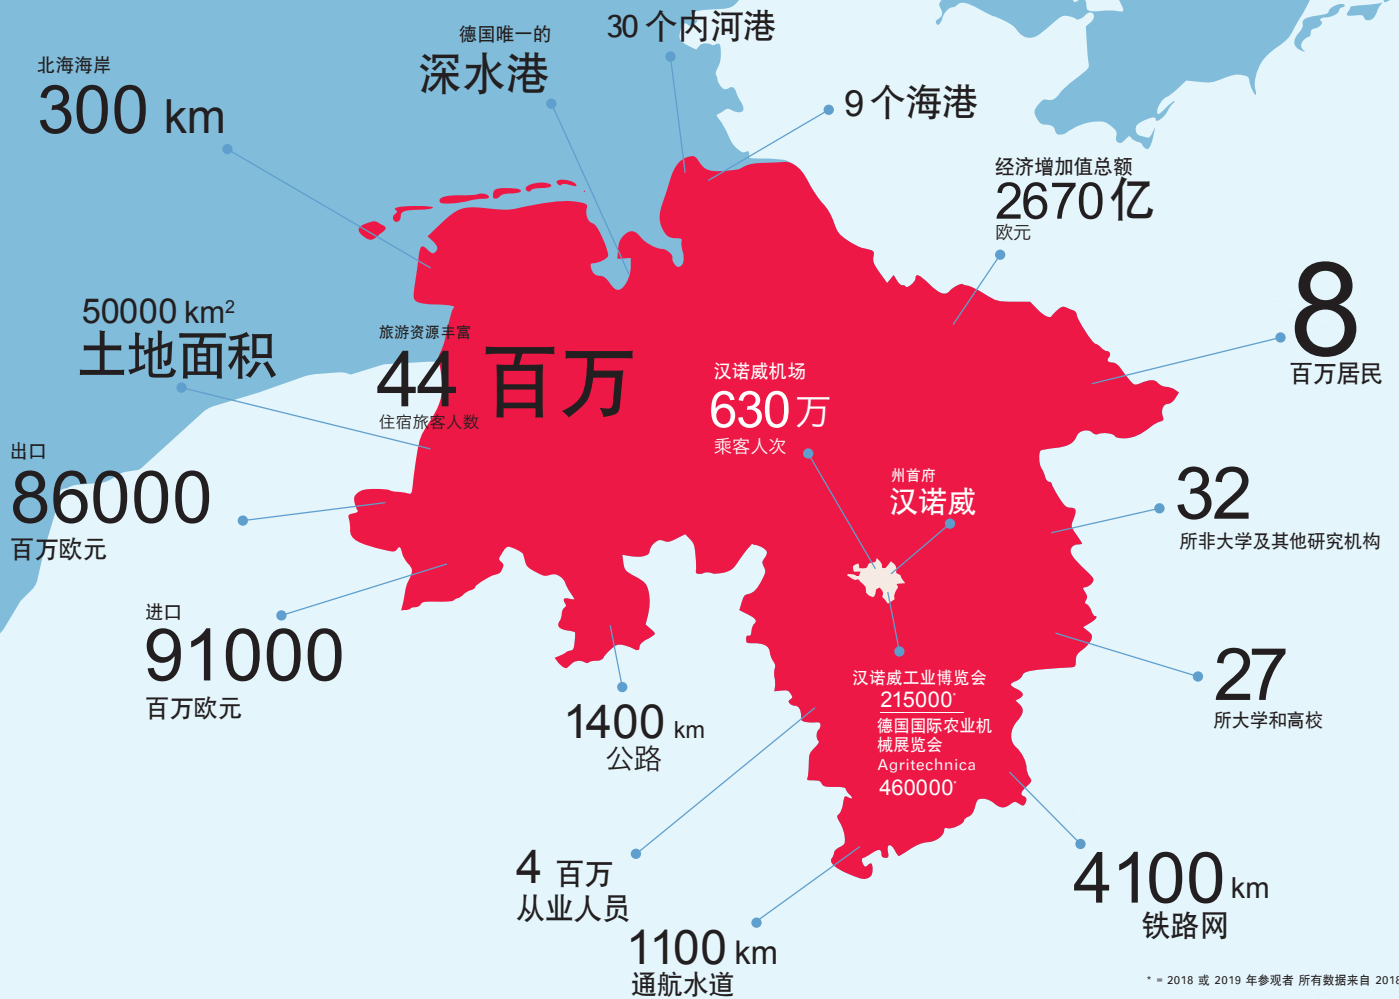 30 个内河港
德国唯一的
深水港
北海海岸
300 km
9 个海港
经济增加值总额
2670 亿
欧元
8
百万居民
50000 km²
土地面积
旅游资源丰富
44 百万
住宿旅客人数
汉诺威机场
630 万
乘客人次
州首府
汉诺威
出口
86000
百万欧元
32
所非大学及其他研究机构
进口
91000
百万欧元
27
所大学和高校
汉诺威工业博览会
215000*
德国国际农业机
械展览会
Agritechnica
460000*
1400 km
公路
4 百万
从业人员
4100 km
铁路网
1100 km
通航水道
* = 2018 或 2019 年参观者 所有数据来自 2018